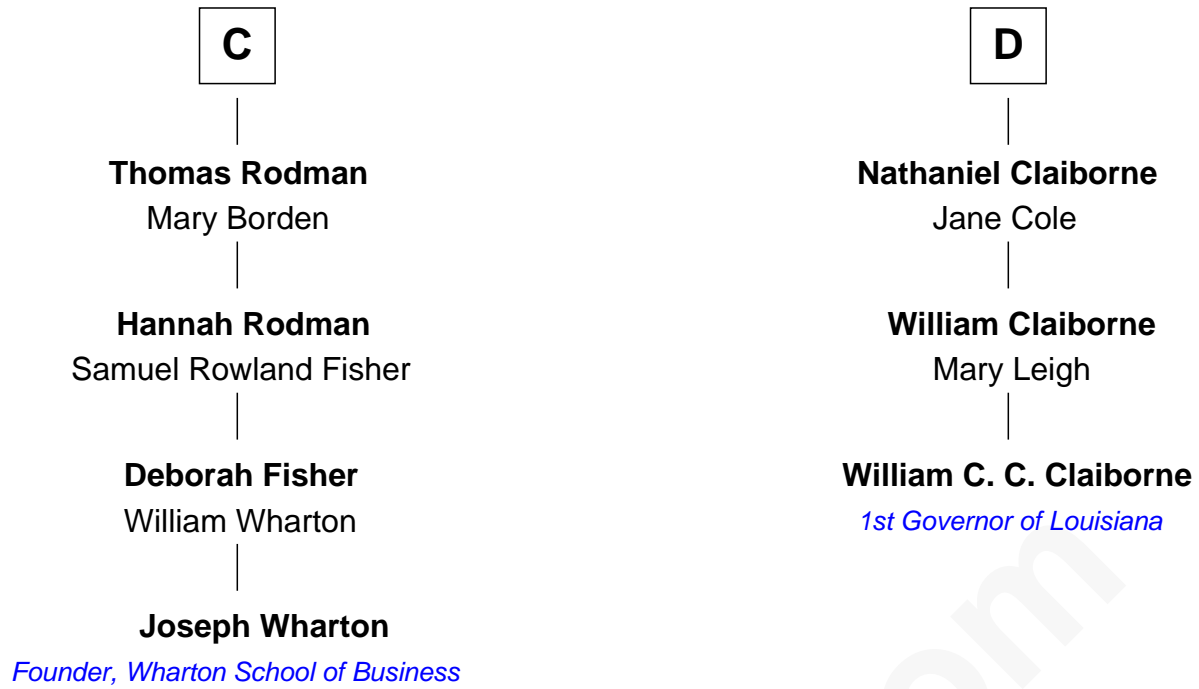 C
Thomas Rodman
Mary Borden
Hannah Rodman
Samuel Rowland Fisher
Deborah Fisher
William Wharton
Joseph Wharton
Founder, Wharton School of Business
D
Nathaniel Claiborne
Jane Cole
William Claiborne
Mary Leigh
William C. C. Claiborne
1st Governor of Louisiana
om